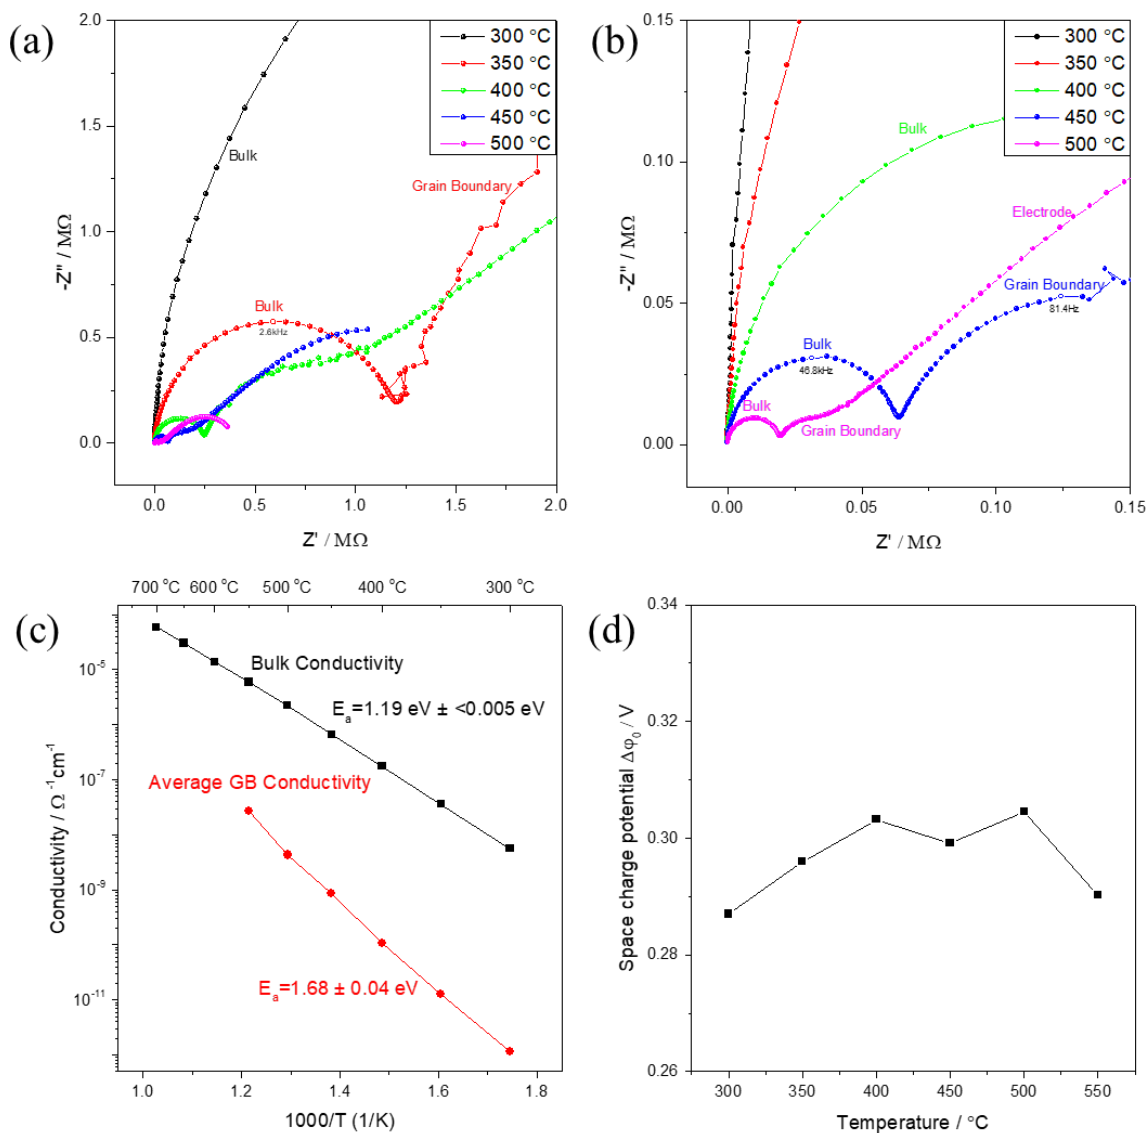 (a)
2.0
1.5
1.0
0.5
0.0
-Z'' / MΩ
300 °C
350 °C
400 °C
450 °C
500 °C
Bulk
Grain Boundary
Bulk
2.6kHz
0.0 0.5 1.0 1.5 2.0
Z' / MΩ
(b)
0.15
0.10
0.05
0.00
-Z'' / MΩ
300 °C
350 °C
400 °C
450 °C
500 °C
Bulk
Electrode
Grain Boundary
81.4Hz
Bulk
46.8kHz
Bulk
Grain Boundary
0.00 0.05 0.10 0.15
Z' / MΩ
(c)
700 °C 600 °C 500 °C 400 °C 300 °C
10⁻⁵
10⁻⁷
10⁻⁹
10⁻¹¹
Conductivity / Ω⁻¹cm⁻¹
Bulk Conductivity
Eₐ=1.19 eV ± <0.005 eV
Average GB Conductivity
Eₐ=1.68 ± 0.04 eV
1.0 1.2 1.4 1.6 1.8
1000/T (1/K)
(d)
0.34
0.32
0.30
0.28
0.26
Space charge potential Δφ₀ / V
300 350 400 450 500 550
Temperature / °C